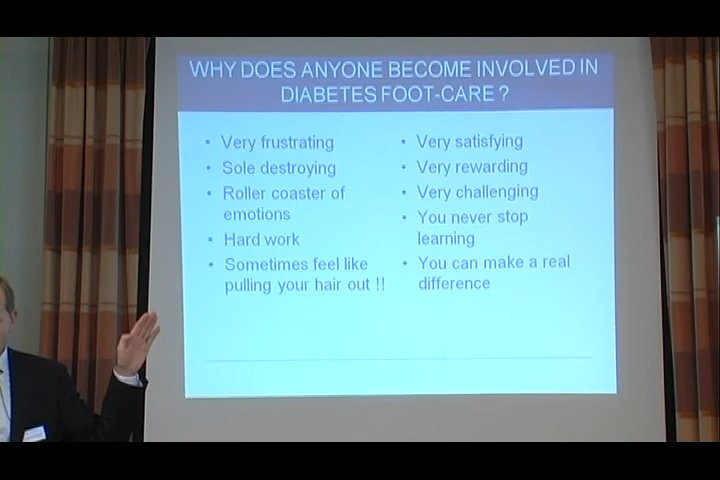 WHY DOES ANYONE BECOME INVOLVED IN
DIABETES FOOT-CARE ?
• Very frustrating
• Sole destroying
• Roller coaster of
emotions
• Hard work
• Sometimes feel like
pulling your hair out !!
• Very satisfying
• Very rewarding
• Very challenging
• You never stop
learning
• You can make a real
difference